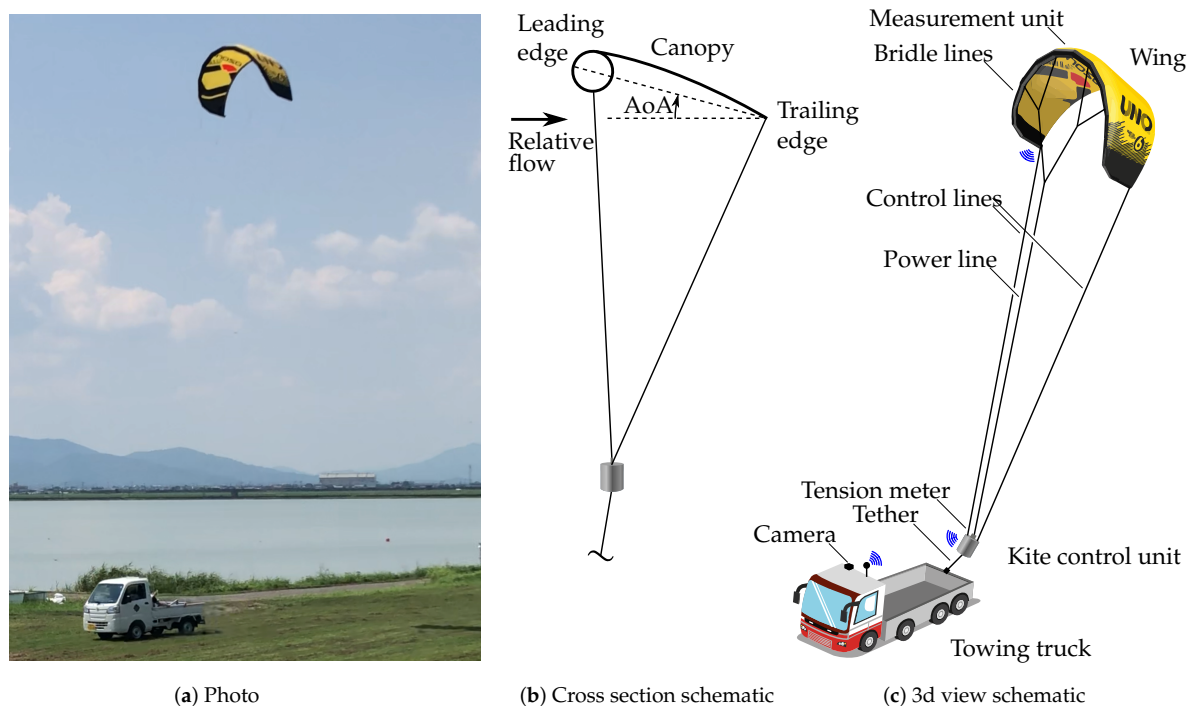 Leading
edge
Canopy
AoA
Relative
flow
Trailing
edge
Measurement unit
Bridle lines
Wing
UNO
6
Control lines
Power line
Tension meter
Tether
Camera
Kite control unit
Towing truck
(a) Photo
(b) Cross section schematic
(c) 3d view schematic